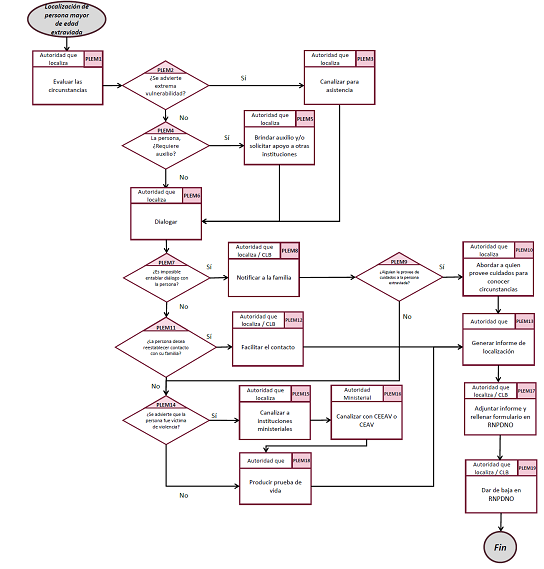 Localización de
persona mayor
de edad
extraviada
Autoridad que
localiza
PLEM1
Evaluar las
circunstancias
PLEM2
¿Se advierte
extrema
vulnerabilidad?
Sí
No
Autoridad que
localiza
PLEM3
Canalizar para
asistencia
PLEM4
La persona,
¿Requiere
auxilio?
Sí
No
Autoridad que
localiza
PLEM5
Brindar auxilio y/o
solicitar apoyo a otras
instituciones
Autoridad que
localiza
PLEM6
Dialogar
PLEM7
¿Es imposible
entablar diálogo con
la persona?
Sí
No
Autoridad que
localiza / CLB
PLEM8
Notificar a la familia
PLEM9
¿Alguien le provee de
cuidados a la persona
extraviada?
Sí
No
Autoridad que
localiza
PLEM10
Abordar a quien
provee cuidados para
conocer
circunstancias
PLEM11
¿La persona desea
reestablecer contacto
con su familia?
Sí
No
Autoridad que
localiza / CLB
PLEM12
Facilitar el contacto
Autoridad que
localiza
PLEM13
Generar informe de
localización
PLEM14
¿Se advierte que la
persona fue víctima
de violencia?
Sí
No
Autoridad que
localiza
PLEM15
Canalizar a
instituciones
ministeriales
Autoridad
Ministerial
PLEM16
Canalizar con CEEAV o
CEAV
Autoridad que
localiza / CLB
PLEM17
Adjuntar informe y
rellenar formulario en
RNPDNO
Autoridad que
PLEM18
Producir prueba de
vida
Autoridad que
localiza / CLB
PLEM19
Dar de baja en
RNPDNO
Fin